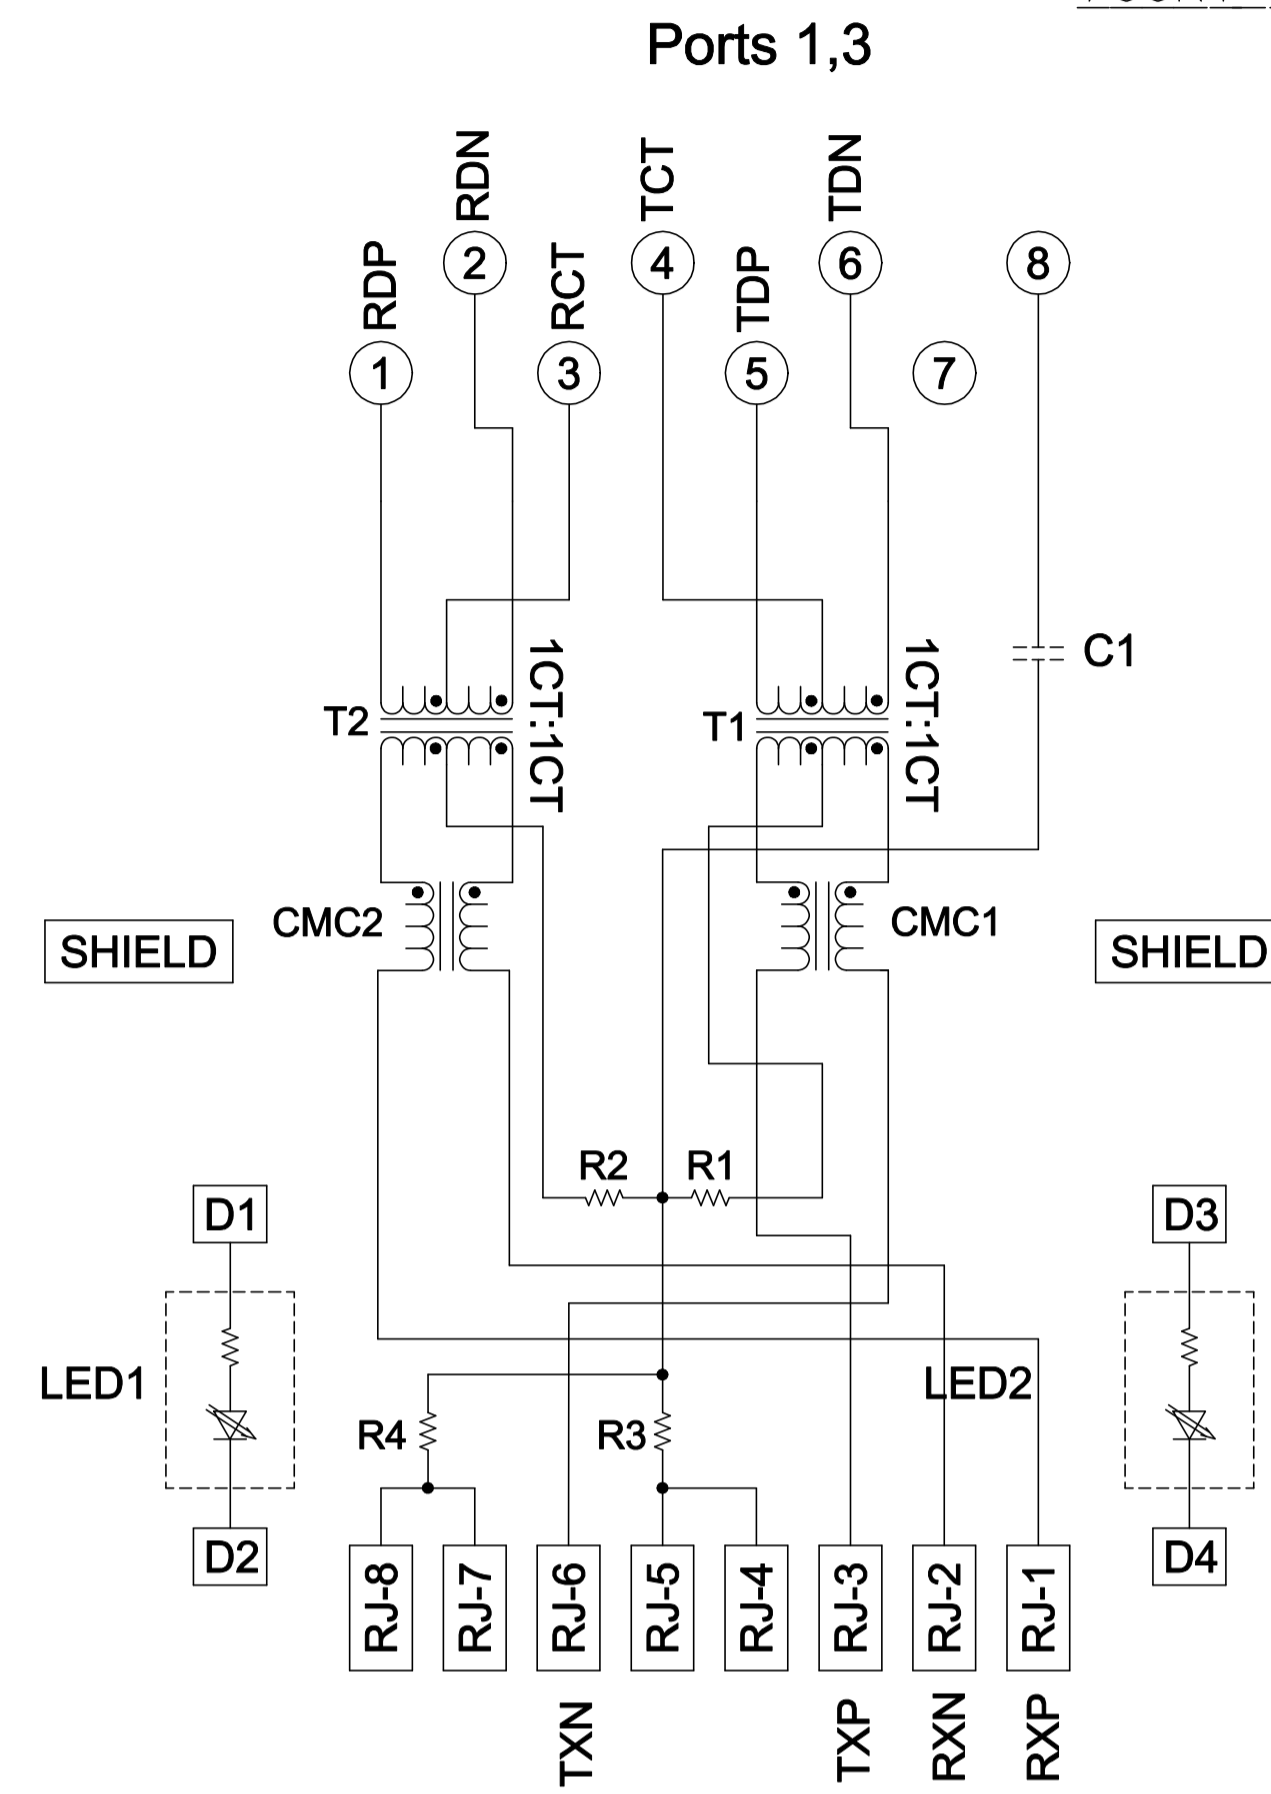 Ports 1,3
RDP
RDN
RCT
TCT
TDP
TDN
1
2
3
4
5
6
7
8
T2
1CT:1CT
T1
1CT:1CT
C1
CMC2
CMC1
SHIELD
SHIELD
R2
R1
D1
D3
LED1
LED2
R4
R3
D2
D4
RJ-8
RJ-7
RJ-6
RJ-5
RJ-4
RJ-3
RJ-2
RJ-1
TXN
TXP
RXN
RXP